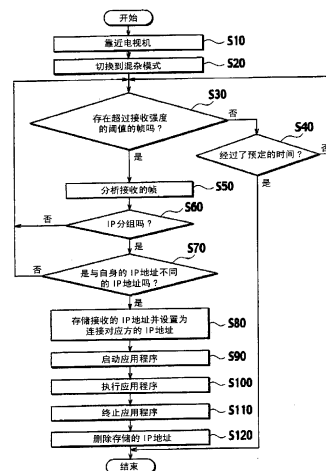 开始
靠近电视机
S10
切换到混杂模式
S20
S30
存在超过接收强度
的阈值的帧吗?
否
S40
经过了预定的时间?
是
是
分析接收的帧
S50
S60
IP分组吗?
否
是
S70
是与自身的IP地址不同
的IP地址吗?
否
是
存储接收的IP地址并设置为
连接对应方的IP地址
S80
启动应用程序
S90
执行应用程序
S100
终止应用程序
S110
删除存储的IP地址
S120
结束